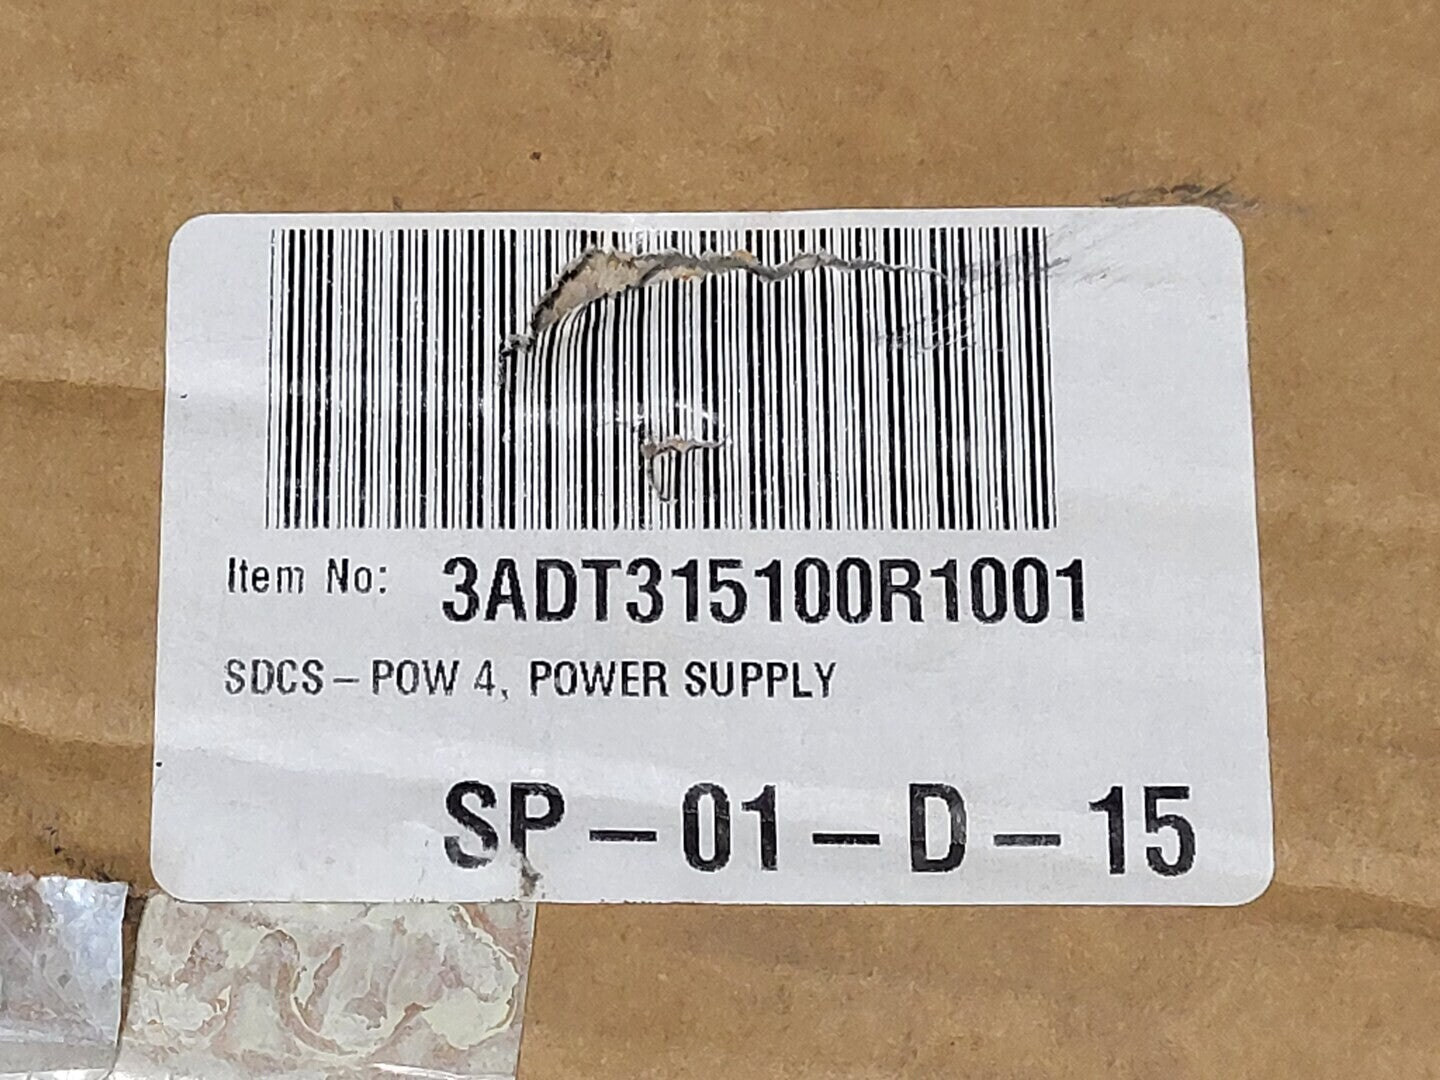 Item No: 3ADT315100R1001
SDCS-POW 4, POWER SUPPLY
SP-01-D-15